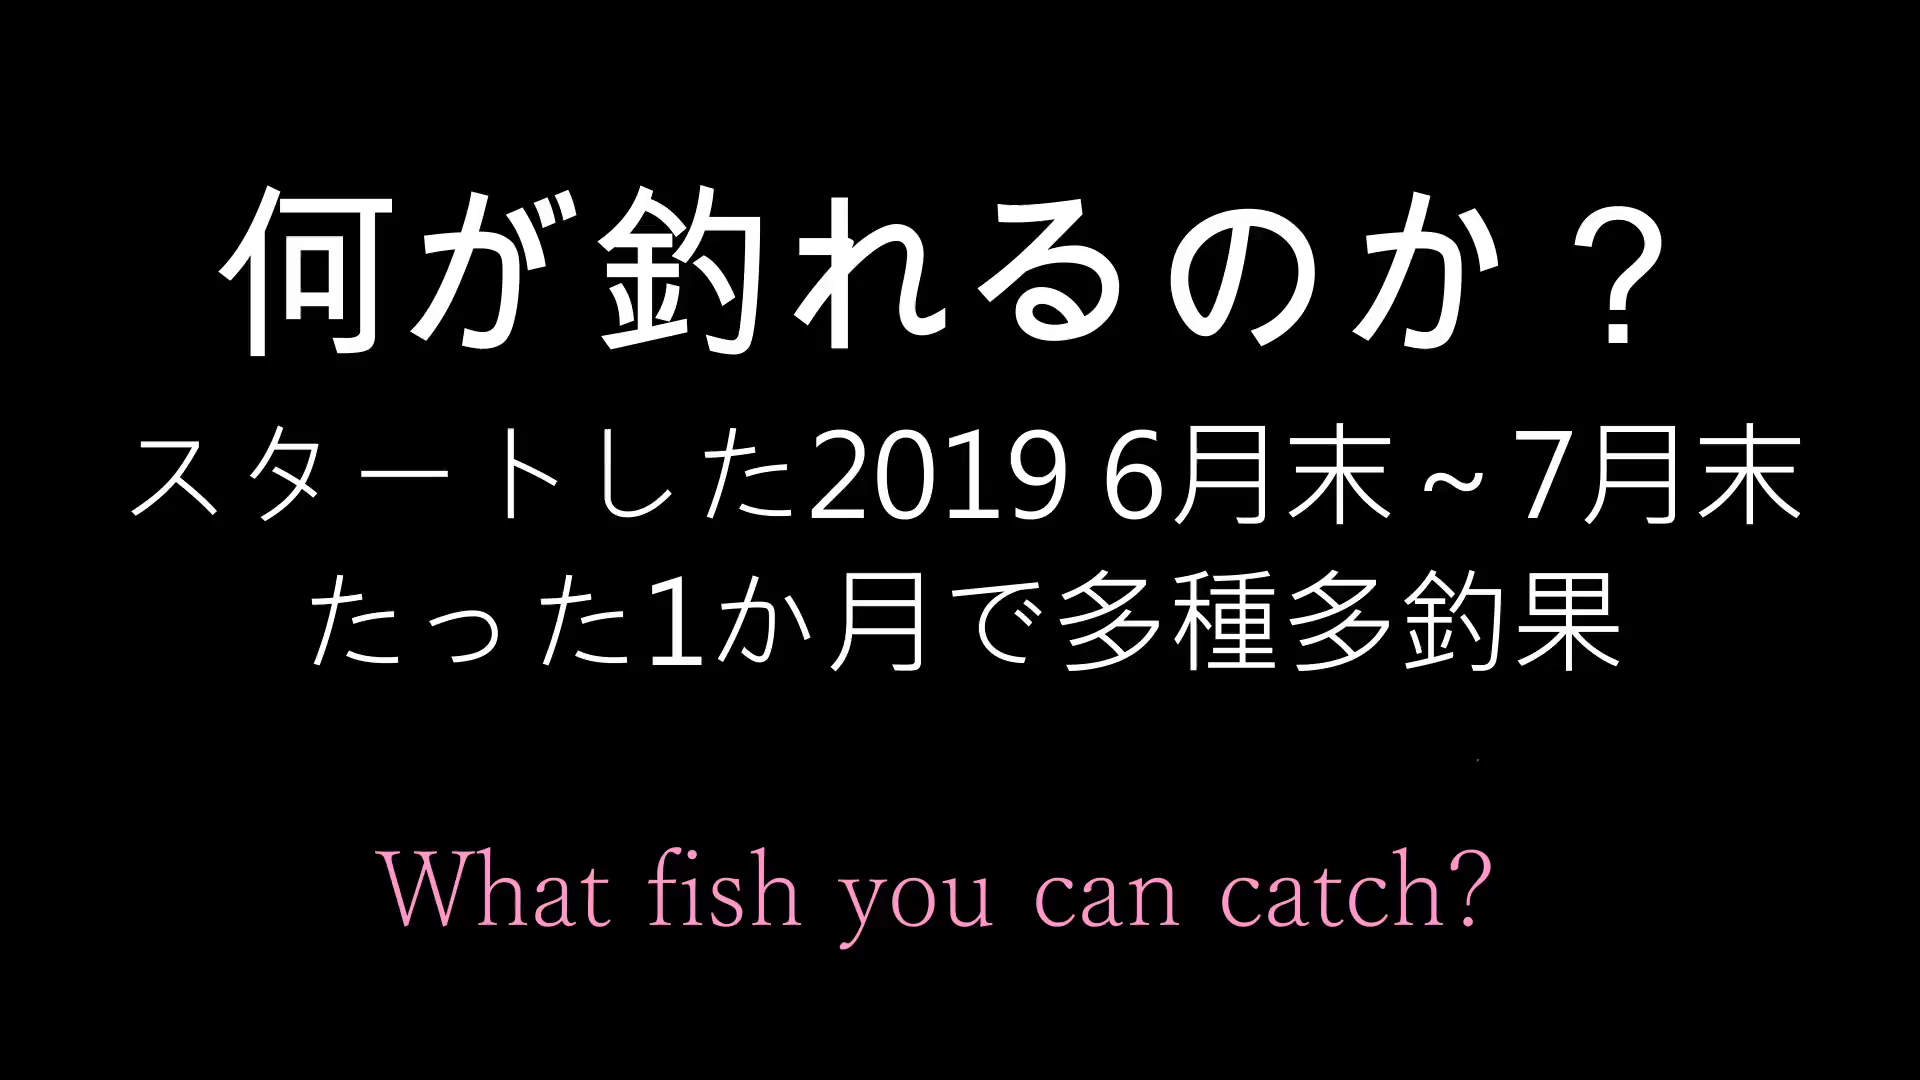 何が釣れるのか？
スタートした2019 6月末～7月末
たった1か月で多種多釣果
What fish you can catch?